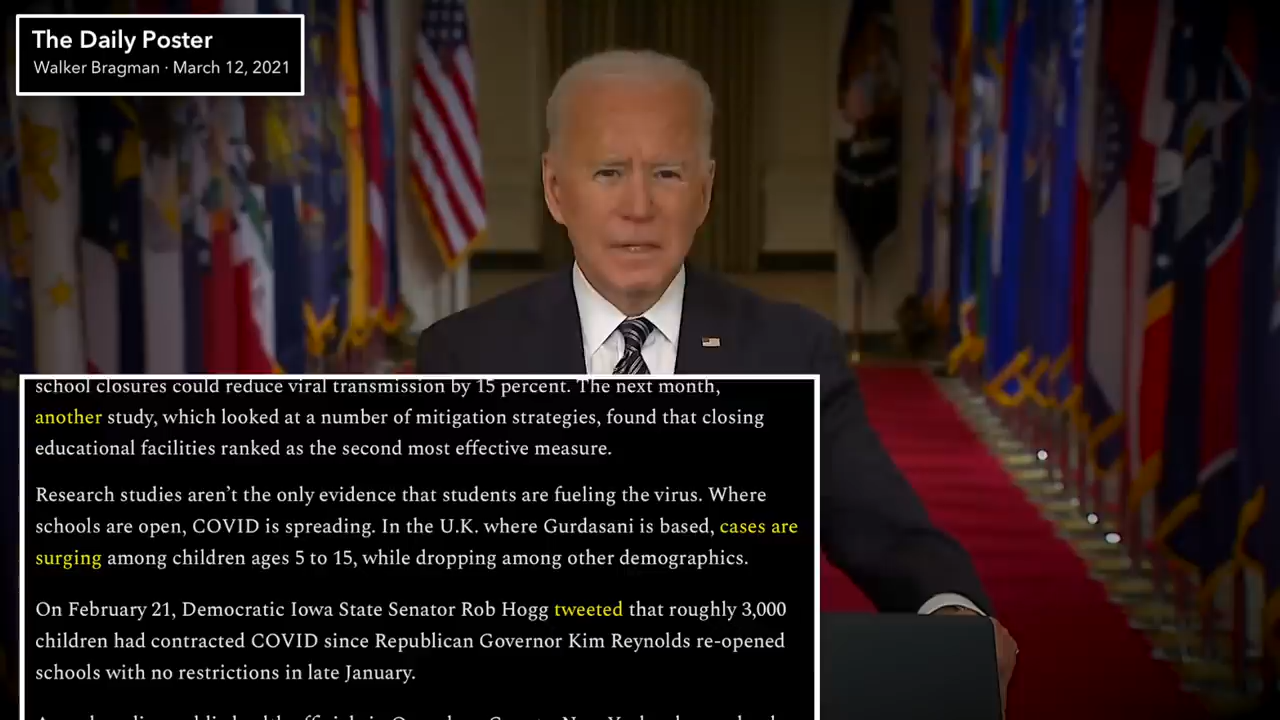 The Daily Poster
Walker Bragman · March 12, 2021
school closures could reduce viral transmission by 15 percent. The next month,
another study, which looked at a number of mitigation strategies, found that closing
educational facilities ranked as the second most effective measure.
Research studies aren’t the only evidence that students are fueling the virus. Where
schools are open, COVID is spreading. In the U.K. where Gurdasani is based, cases are
surging among children ages 5 to 15, while dropping among other demographics.
On February 21, Democratic Iowa State Senator Rob Hogg tweeted that roughly 3,000
children had contracted COVID since Republican Governor Kim Reynolds re-opened
schools with no restrictions in late January.